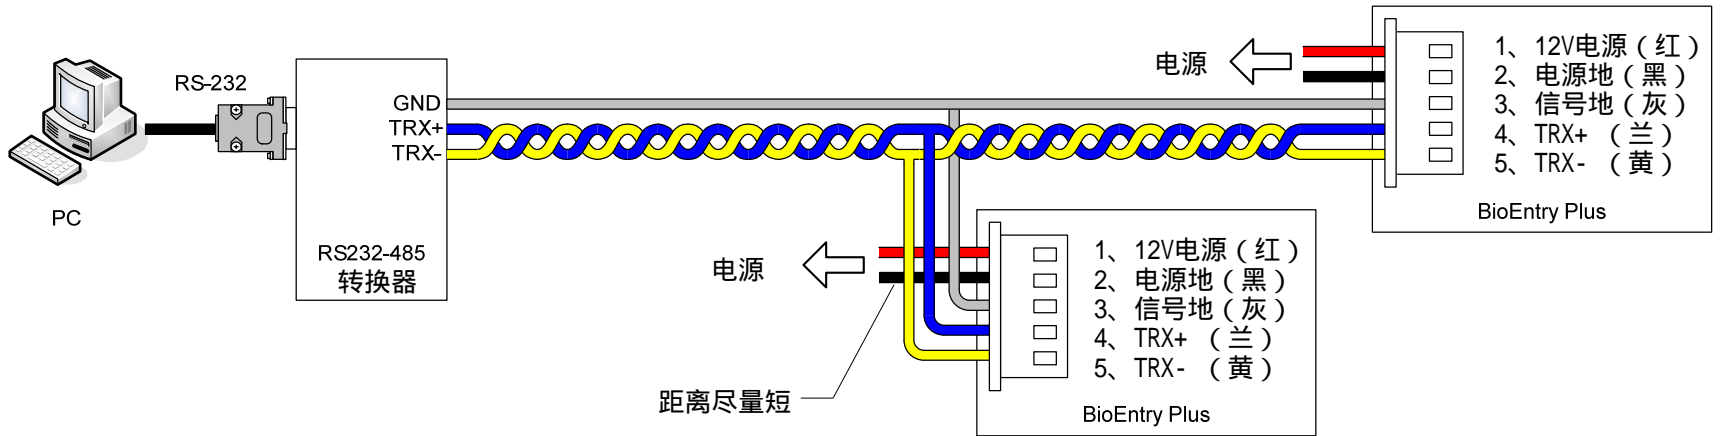 RS-232
PC
GND
TRX+
TRX-
RS232-485
转换器
电源
1、12V电源（红）
2、电源地（黑）
3、信号地（灰）
4、TRX+ （兰）
5、TRX- （黄）
BioEntry Plus
电源
1、12V电源（红）
2、电源地（黑）
3、信号地（灰）
4、TRX+ （兰）
5、TRX- （黄）
BioEntry Plus
距离尽量短